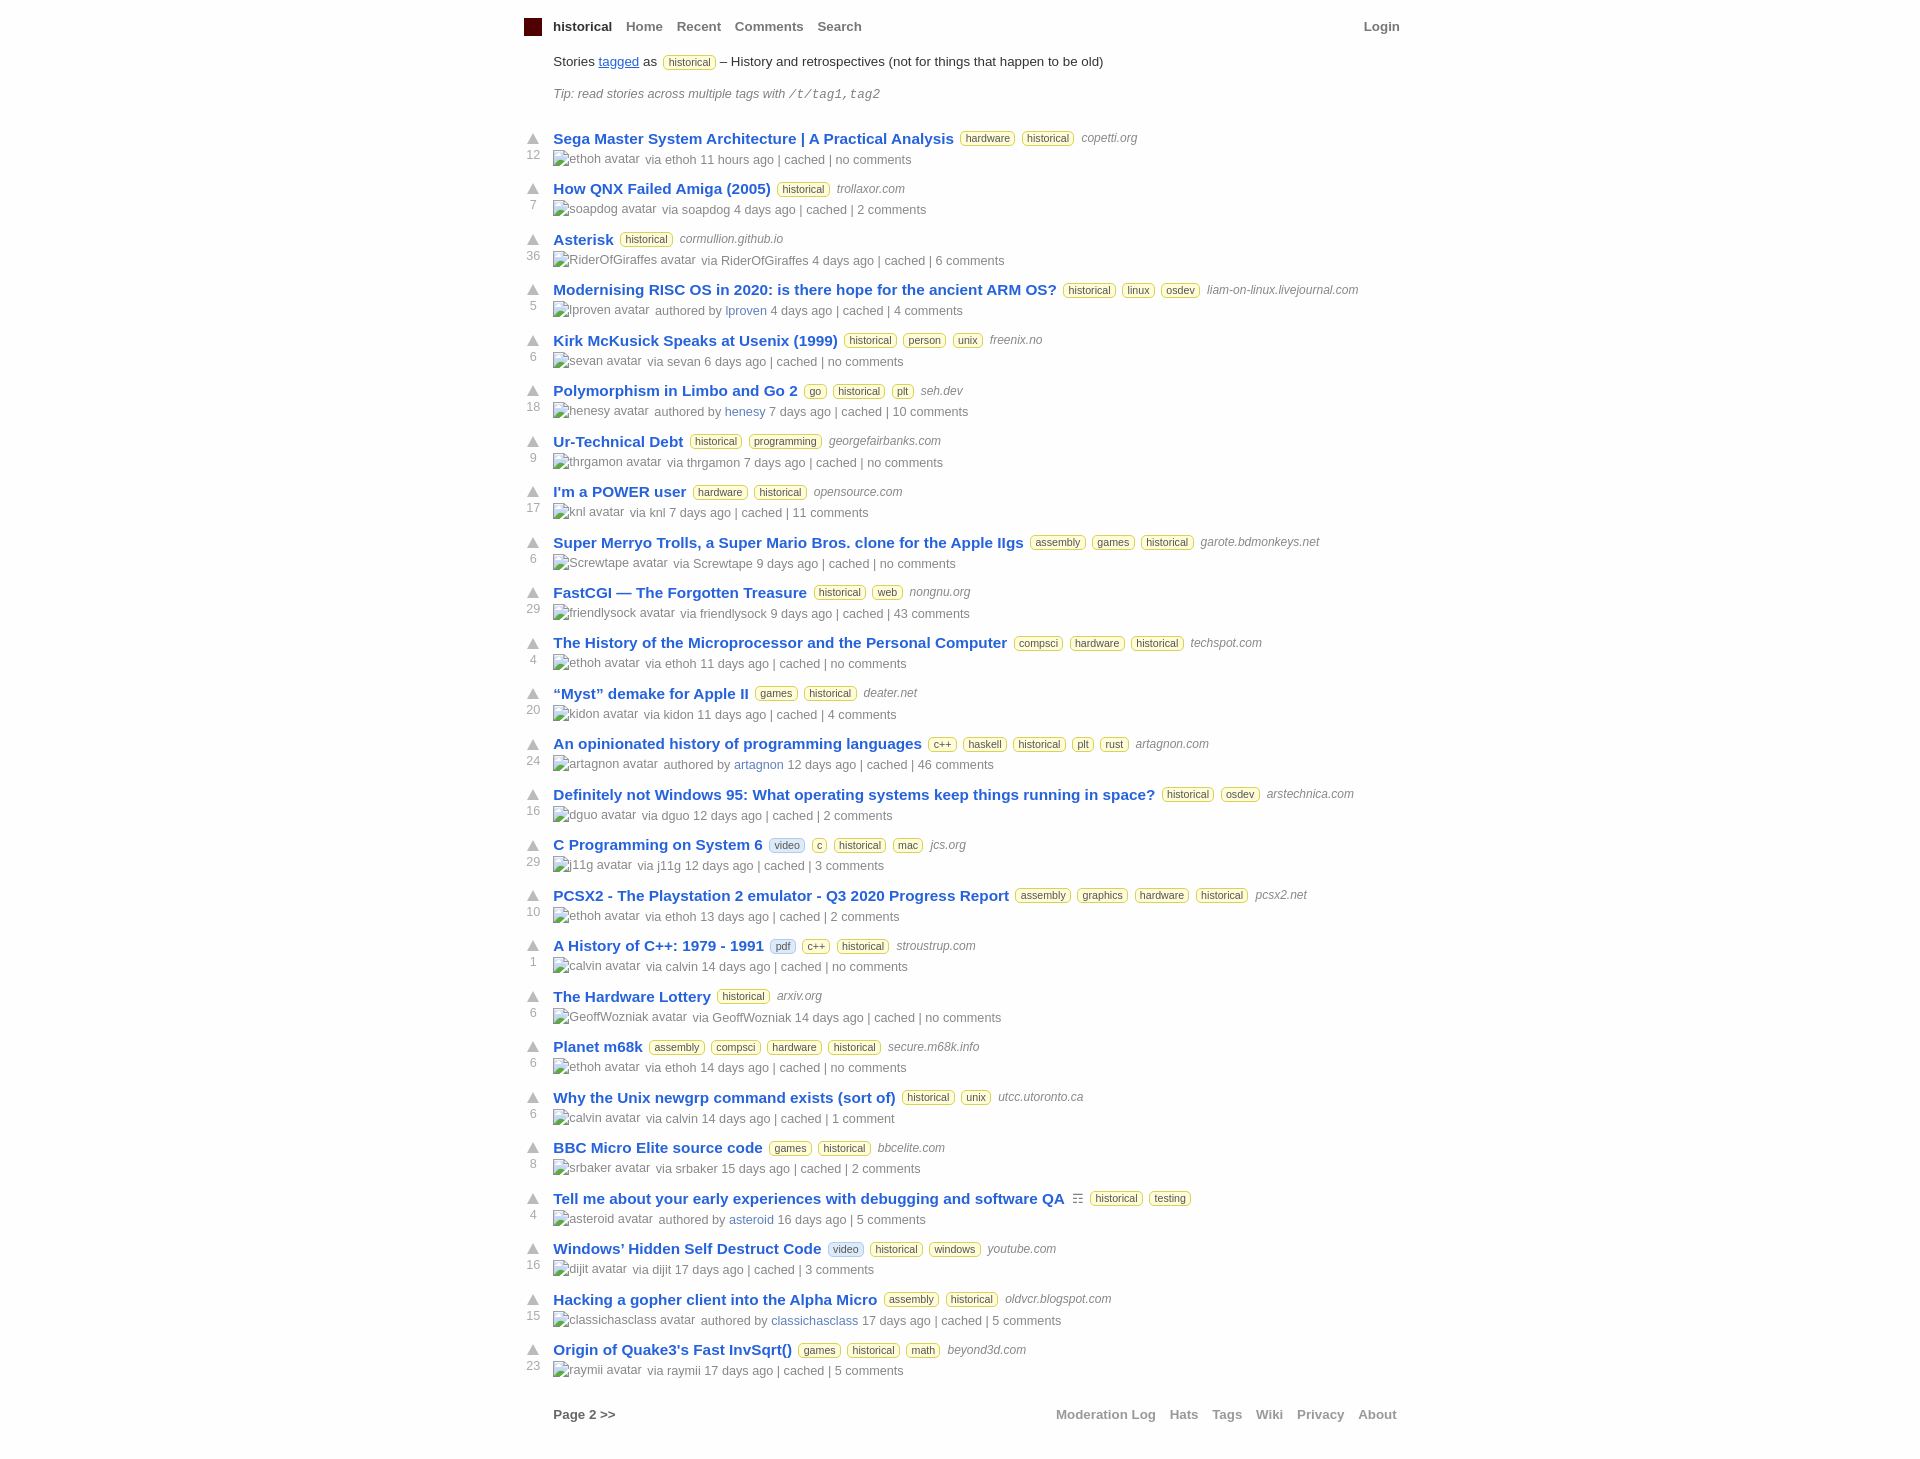 historical Home Recent Comments Search Login
Stories tagged as historical – History and retrospectives (not for things that happen to be old)
Tip: read stories across multiple tags with /t/tag1,tag2
Sega Master System Architecture | A Practical Analysis hardware historical copetti.org
12 ethoh avatar via ethoh 11 hours ago | cached | no comments
How QNX Failed Amiga (2005) historical trollaxor.com
7 soapdog avatar via soapdog 4 days ago | cached | 2 comments
Asterisk historical cormullion.github.io
36 RiderOfGiraffes avatar via RiderOfGiraffes 4 days ago | cached | 6 comments
Modernising RISC OS in 2020: is there hope for the ancient ARM OS? historical linux osdev liam-on-linux.livejournal.com
5 lproven avatar authored by lproven 4 days ago | cached | 4 comments
Kirk McKusick Speaks at Usenix (1999) historical person unix freenix.no
6 sevan avatar via sevan 6 days ago | cached | no comments
Polymorphism in Limbo and Go 2 go historical plt seh.dev
18 henesy avatar authored by henesy 7 days ago | cached | 10 comments
Ur-Technical Debt historical programming georgefairbanks.com
9 thrgamon avatar via thrgamon 7 days ago | cached | no comments
I'm a POWER user hardware historical opensource.com
17 knl avatar via knl 7 days ago | cached | 11 comments
Super Merryo Trolls, a Super Mario Bros. clone for the Apple IIgs assembly games historical garote.bdmonkeys.net
6 Screwtape avatar via Screwtape 9 days ago | cached | no comments
FastCGI — The Forgotten Treasure historical web nongnu.org
29 friendlysock avatar via friendlysock 9 days ago | cached | 43 comments
The History of the Microprocessor and the Personal Computer compsci hardware historical techspot.com
4 ethoh avatar via ethoh 11 days ago | cached | no comments
“Myst” demake for Apple II games historical deater.net
20 kidon avatar via kidon 11 days ago | cached | 4 comments
An opinionated history of programming languages c++ haskell historical plt rust artagnon.com
24 artagnon avatar authored by artagnon 12 days ago | cached | 46 comments
Definitely not Windows 95: What operating systems keep things running in space? historical osdev arstechnica.com
16 dguo avatar via dguo 12 days ago | cached | 2 comments
C Programming on System 6 video c historical mac jcs.org
29 j11g avatar via j11g 12 days ago | cached | 3 comments
PCSX2 - The Playstation 2 emulator - Q3 2020 Progress Report assembly graphics hardware historical pcsx2.net
10 ethoh avatar via ethoh 13 days ago | cached | 2 comments
A History of C++: 1979 - 1991 pdf c++ historical stroustrup.com
1 calvin avatar via calvin 14 days ago | cached | no comments
The Hardware Lottery historical arxiv.org
6 GeoffWozniak avatar via GeoffWozniak 14 days ago | cached | no comments
Planet m68k assembly compsci hardware historical secure.m68k.info
6 ethoh avatar via ethoh 14 days ago | cached | no comments
Why the Unix newgrp command exists (sort of) historical unix utcc.utoronto.ca
6 calvin avatar via calvin 14 days ago | cached | 1 comment
BBC Micro Elite source code games historical bbcelite.com
8 srbaker avatar via srbaker 15 days ago | cached | 2 comments
Tell me about your early experiences with debugging and software QA ☶ historical testing
4 asteroid avatar authored by asteroid 16 days ago | 5 comments
Windows’ Hidden Self Destruct Code video historical windows youtube.com
16 dijit avatar via dijit 17 days ago | cached | 3 comments
Hacking a gopher client into the Alpha Micro assembly historical oldvcr.blogspot.com
15 classichasclass avatar authored by classichasclass 17 days ago | cached | 5 comments
Origin of Quake3's Fast InvSqrt() games historical math beyond3d.com
23 raymii avatar via raymii 17 days ago | cached | 5 comments
Page 2 >> Moderation Log Hats Tags Wiki Privacy About